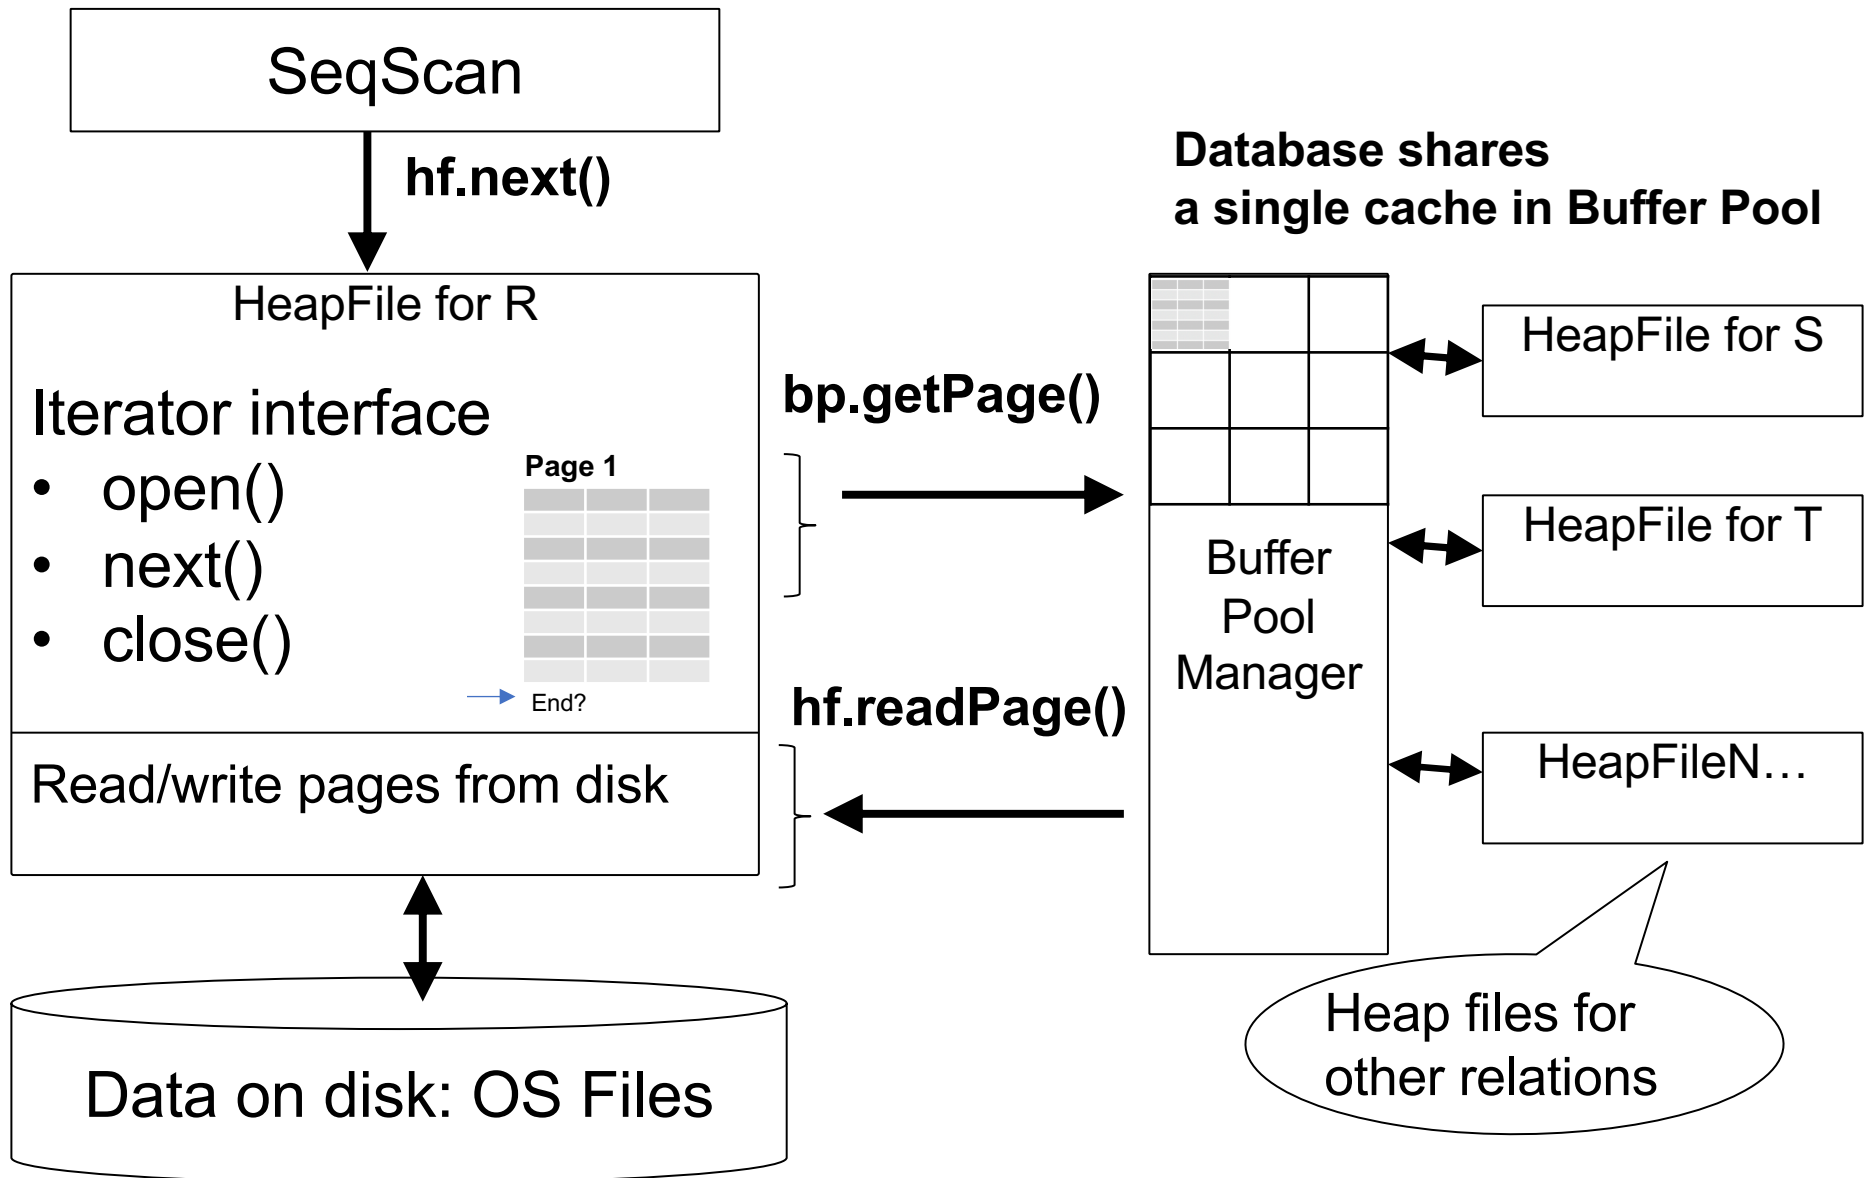 SeqScan
hf.next()
Database shares
a single cache in Buffer Pool
HeapFile for R
Iterator interface
• open()
• next()
• close()
Page 1
End?
Read/write pages from disk
bp.getPage()
hf.readPage()
Buffer
Pool
Manager
HeapFile for S
HeapFile for T
HeapFileN…
Heap files for
other relations
Data on disk: OS Files